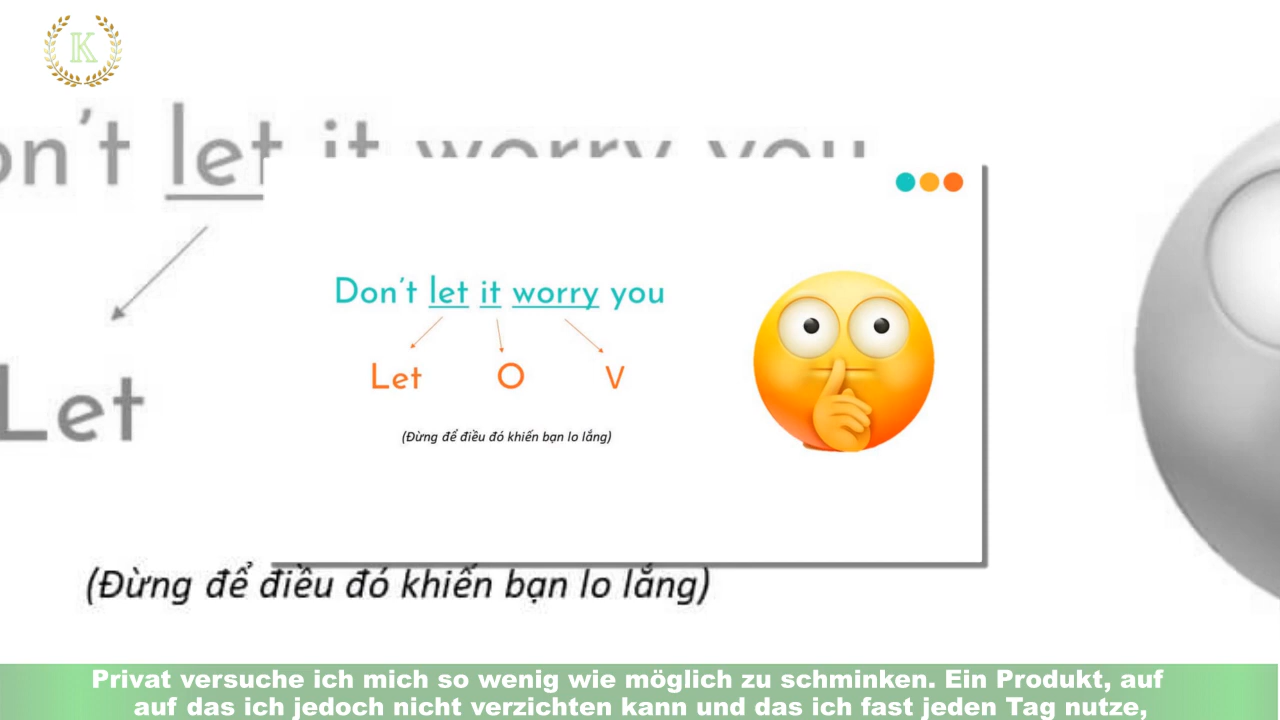 K
on't let it worry you
Don't let it worry you
Let O V
(Đừng để điều đó khiến bạn lo lắng)
Let
(Đừng để điều đó khiến bạn lo lắng)
Privat versuche ich mich so wenig wie möglich zu schminken. Ein Produkt, auf
auf das ich jedoch nicht verzichten kann und das ich fast jeden Tag nutze,